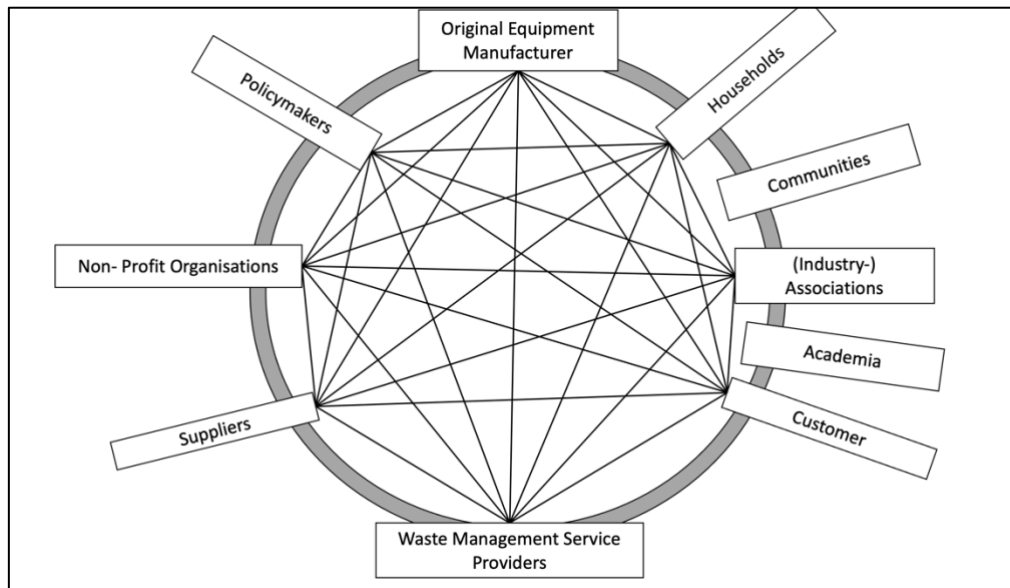 Original Equipment
Manufacturer
Policymakers
Households
Communities
Non- Profit Organisations
(Industry-)
Associations
Academia
Suppliers
Customer
Waste Management Service
Providers